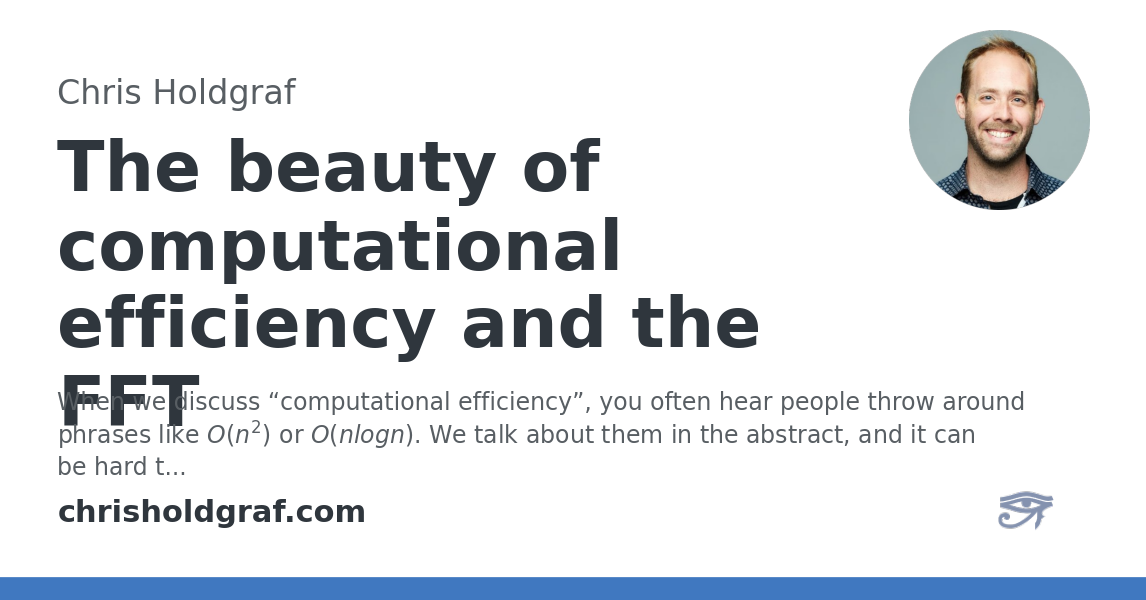 Chris Holdgraf
The beauty of
computational
efficiency and the
FFT
When we discuss “computational efficiency”, you often hear people throw around
phrases like O(n²) or O(nlogn). We talk about them in the abstract, and it can
be hard t...
chrisholdgraf.com